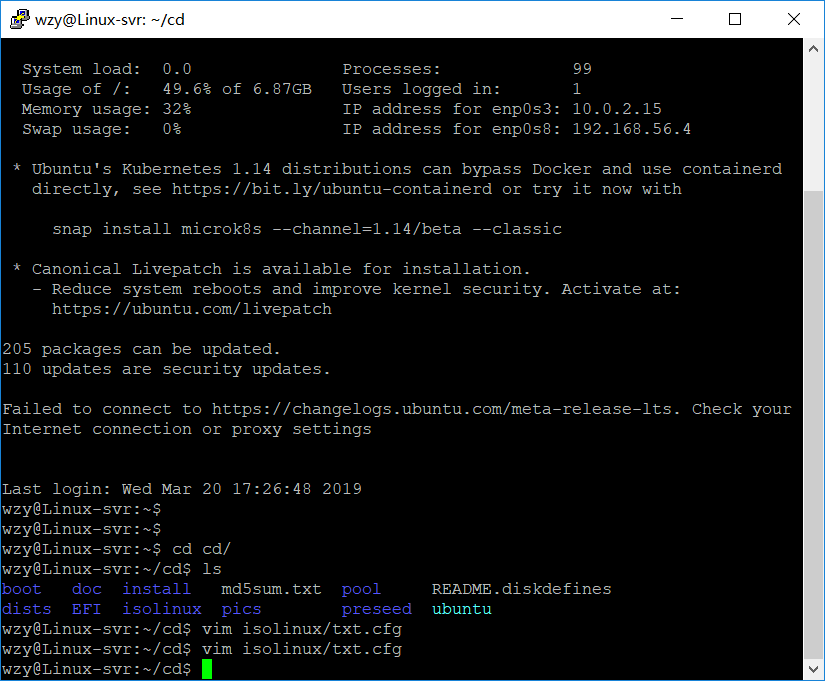 wzy@Linux-svr: ~/cd
System load:  0.0               Processes:             99
Usage of /:   49.6% of 6.87GB   Users logged in:       1
Memory usage: 32%               IP address for enp0s3: 10.0.2.15
Swap usage:   0%                IP address for enp0s8: 192.168.56.4
* Ubuntu's Kubernetes 1.14 distributions can bypass Docker and use containerd
directly, see https://bit.ly/ubuntu-containerd or try it now with
snap install microk8s --channel=1.14/beta --classic
* Canonical Livepatch is available for installation.
- Reduce system reboots and improve kernel security. Activate at:
https://ubuntu.com/livepatch
205 packages can be updated.
110 updates are security updates.
Failed to connect to https://changelogs.ubuntu.com/meta-release-lts. Check your
Internet connection or proxy settings
Last login: Wed Mar 20 17:26:48 2019
wzy@Linux-svr:~$
wzy@Linux-svr:~$
wzy@Linux-svr:~$ cd cd/
wzy@Linux-svr:~/cd$ ls
boot   doc  install   md5sum.txt  pool     README.diskdefines
dists  EFI  isolinux  pics        preseed  ubuntu
wzy@Linux-svr:~/cd$ vim isolinux/txt.cfg
wzy@Linux-svr:~/cd$ vim isolinux/txt.cfg
wzy@Linux-svr:~/cd$